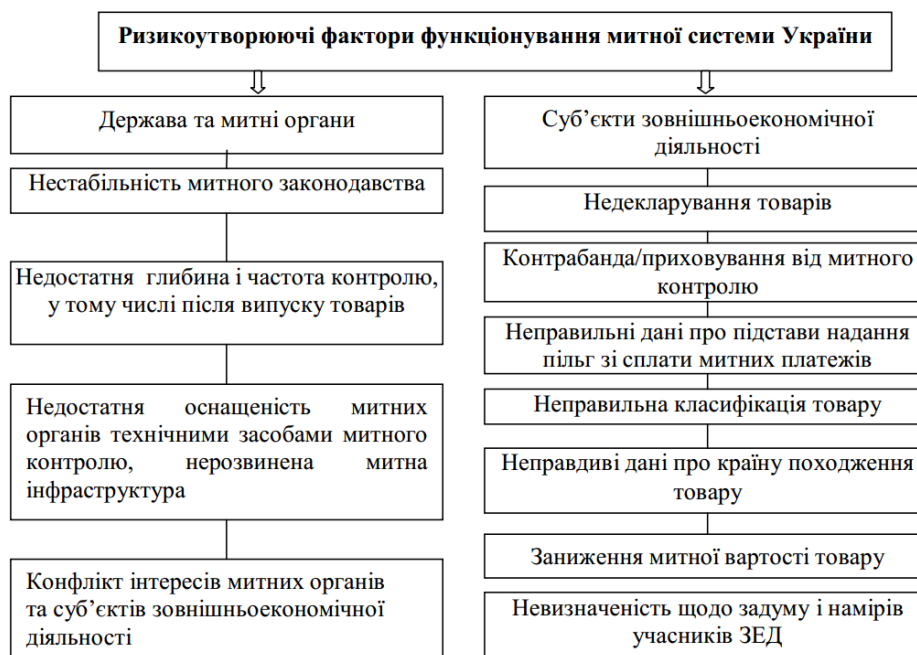 Ризикоутворюючі фактори функціонування митної системи України
Держава та митні органи
Нестабільність митного законодавства
Недостатня глибина і частота контролю,
у тому числі після випуску товарів
Недостатня оснащеність митних
органів технічними засобами митного
контролю, нерозвинена митна
інфраструктура
Конфлікт інтересів митних органів
та суб’єктів зовнішньоекономічної
діяльності
Суб’єкти зовнішньоекономічної
діяльності
Недекларування товарів
Контрабанда/приховування від митного
контролю
Неправильні дані про підстави надання
пільг зі сплати митних платежів
Неправильна класифікація товару
Неправдиві дані про країну походження
товару
Заниження митної вартості товару
Невизначеність щодо задуму і намірів
учасників ЗЕД